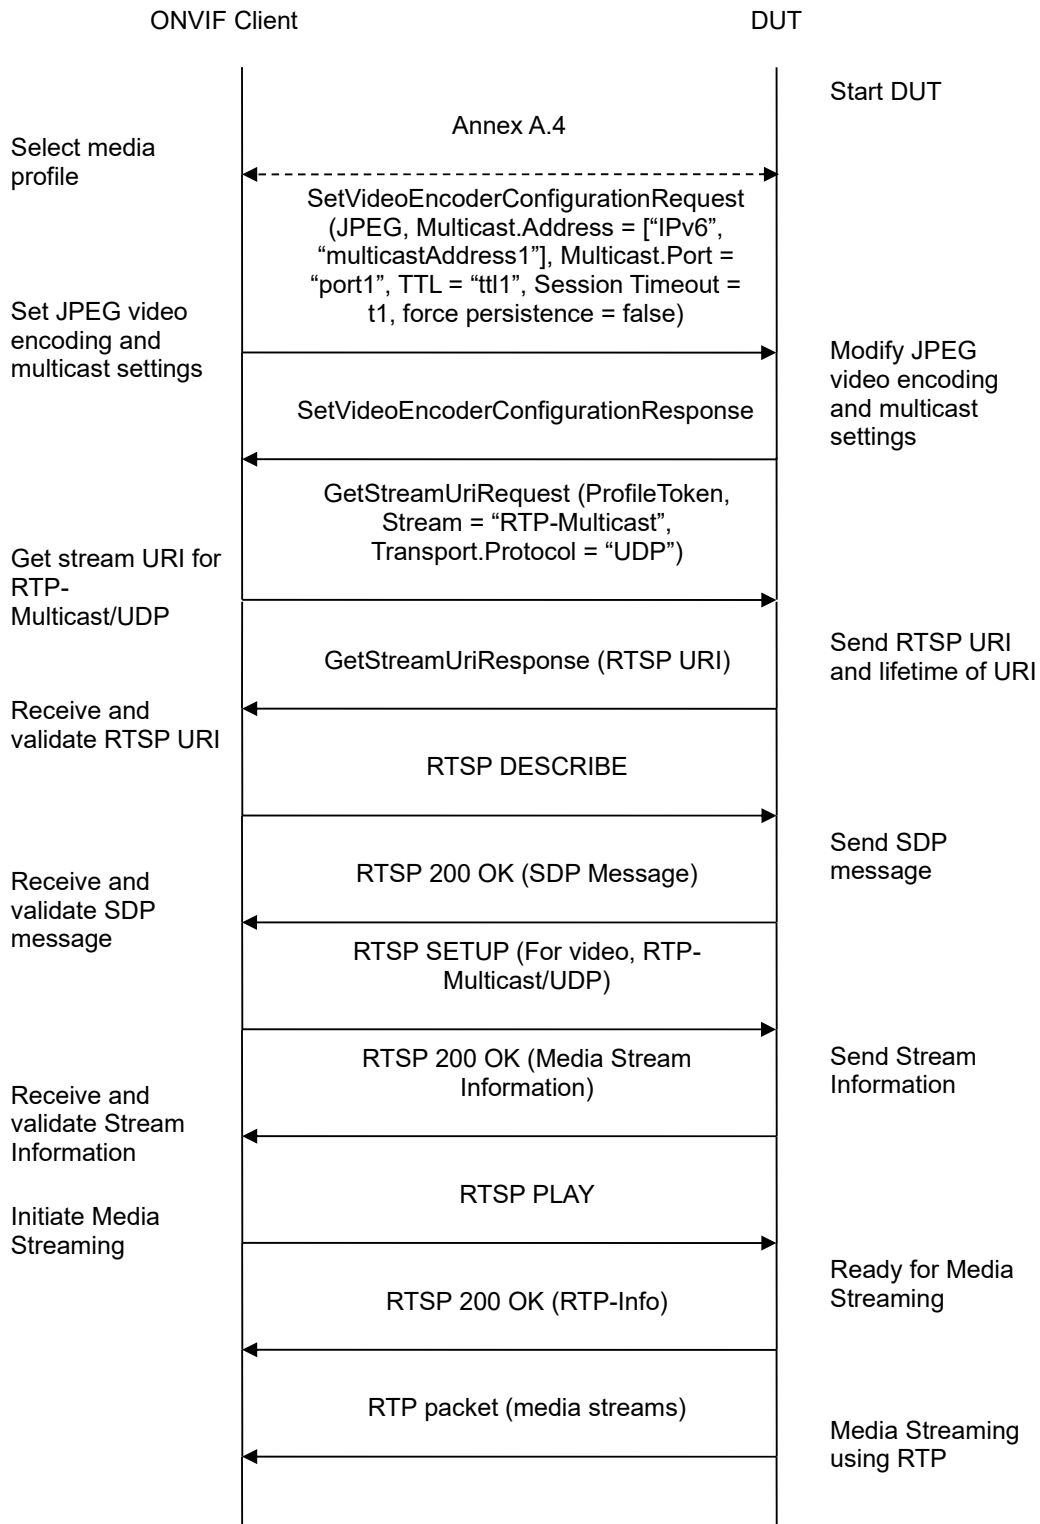 ONVIF Client
DUT
Start DUT
Annex A.4
Select media
profile
SetVideoEncoderConfigurationRequest
(JPEG, Multicast.Address = [“IPv6”,
“multicastAddress1”], Multicast.Port =
“port1”, TTL = “ttl1”, Session Timeout =
t1, force persistence = false)
Set JPEG video
encoding and
multicast settings
Modify JPEG
video encoding
and multicast
settings
SetVideoEncoderConfigurationResponse
GetStreamUriRequest (ProfileToken,
Stream = “RTP-Multicast”,
Transport.Protocol = “UDP”)
Get stream URI for
RTP-
Multicast/UDP
Send RTSP URI
and lifetime of URI
GetStreamUriResponse (RTSP URI)
Receive and
validate RTSP URI
RTSP DESCRIBE
Send SDP
message
RTSP 200 OK (SDP Message)
Receive and
validate SDP
message
RTSP SETUP (For video, RTP-
Multicast/UDP)
Send Stream
Information
RTSP 200 OK (Media Stream
Information)
Receive and
validate Stream
Information
RTSP PLAY
Initiate Media
Streaming
Ready for Media
Streaming
RTSP 200 OK (RTP-Info)
RTP packet (media streams)
Media Streaming
using RTP